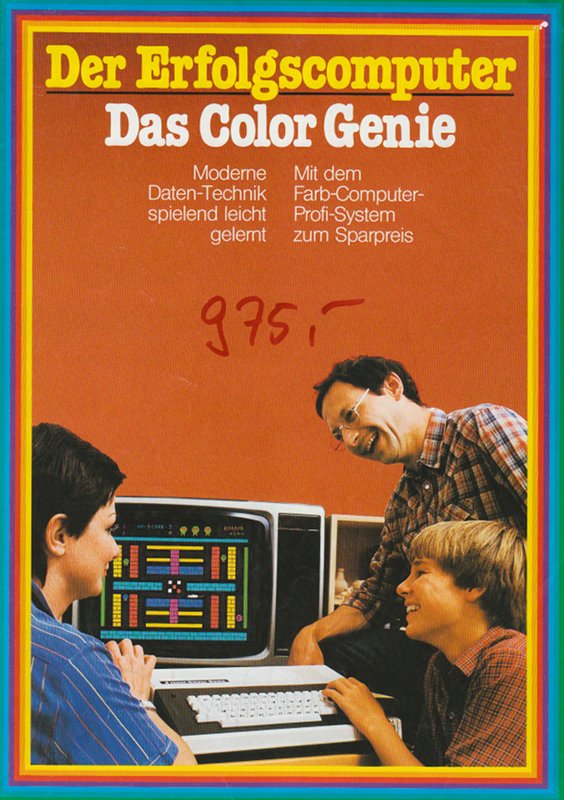 Der Erfolgscomputer
Das Color Genie
Moderne
Daten-Technik
spielend leicht
gelernt
Mit dem
Farb-Computer-
Profi-System
zum Sparpreis
975,-